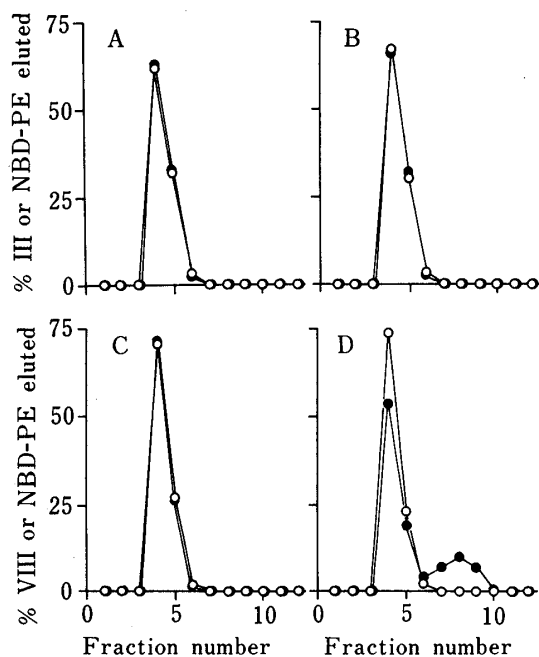 % III or NBD-PE eluted
75
50
25
0
A
B
% VIII or NBD-PE eluted
75
50
25
0
C
D
0 5 10
0 5 10
Fraction number
Fraction number